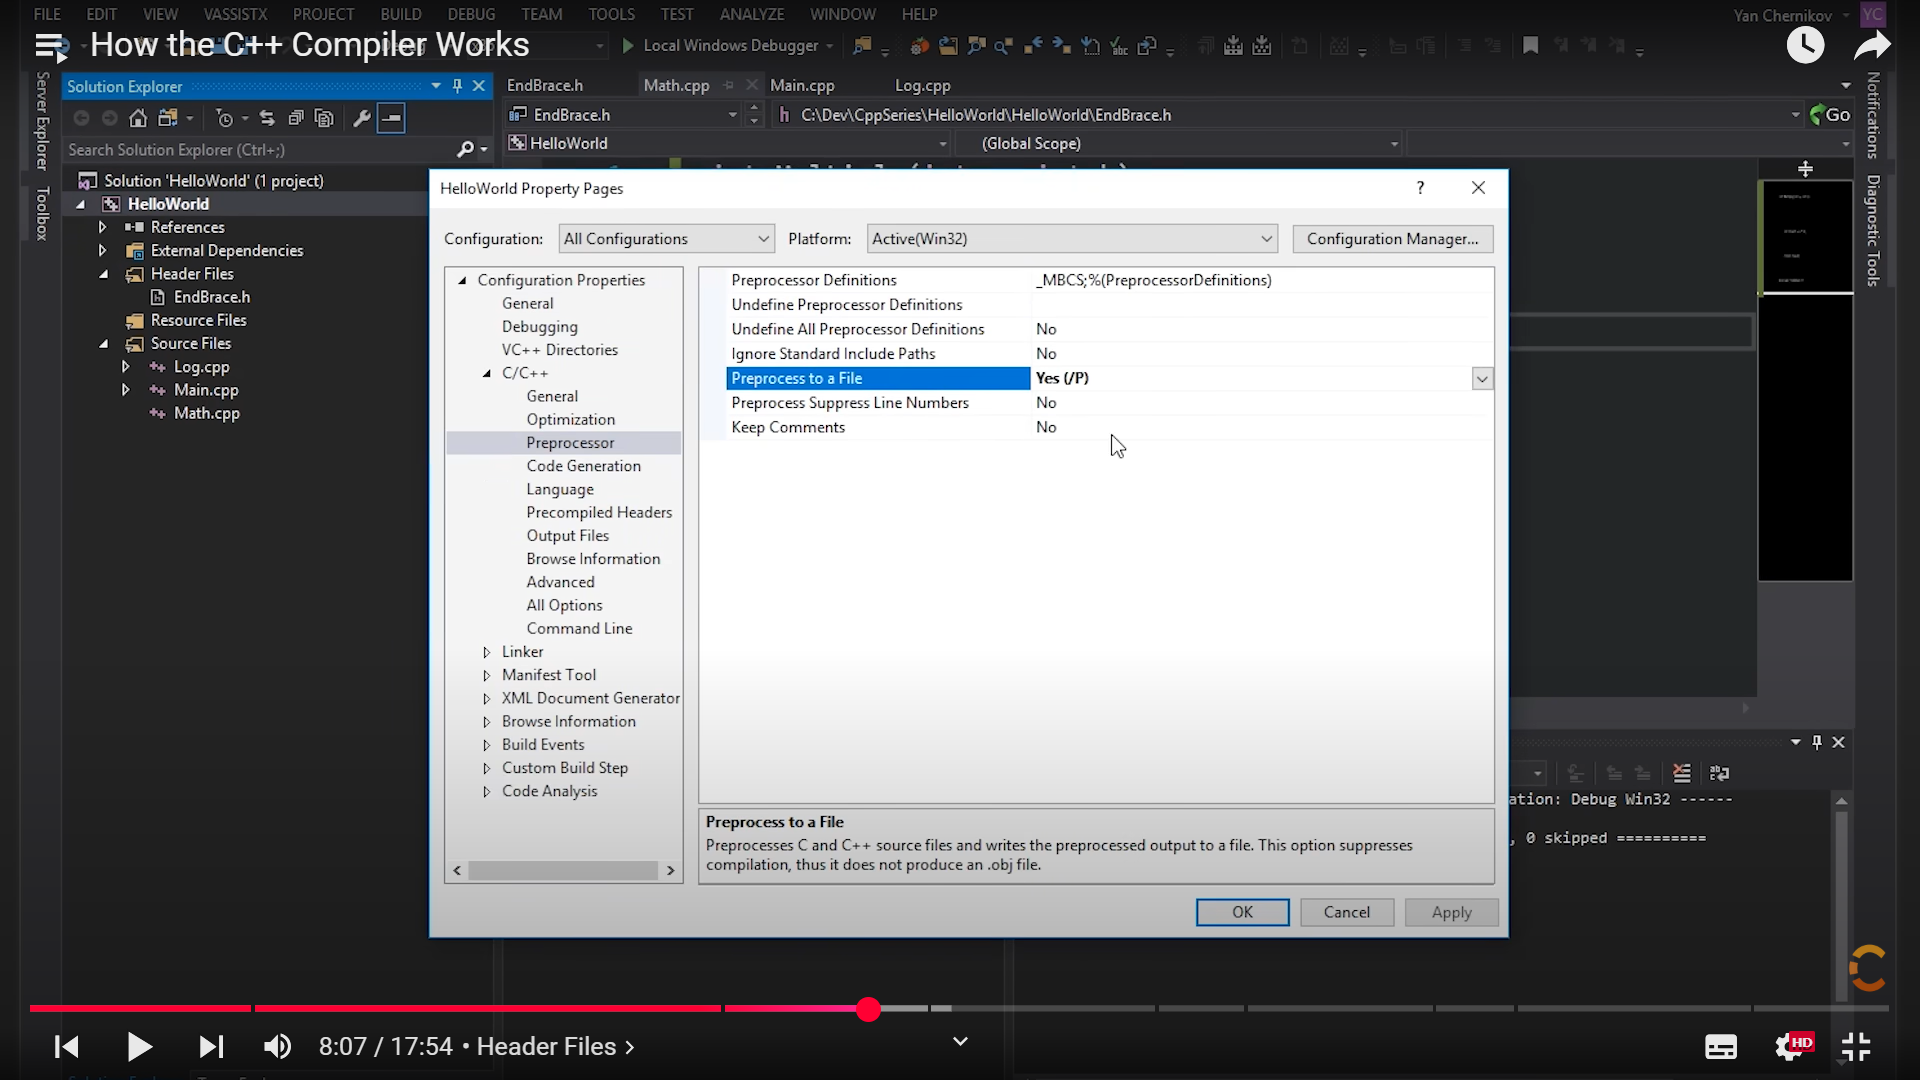 FILE EDIT VIEW VASSISTX PROJECT BUILD DEBUG TEAM TOOLS TEST ANALYZE WINDOW HELP
Yan Chernikov YC
How the C++ Compiler Works
Local Windows Debugger
Server Explorer
Toolbox
Solution Explorer
Search Solution Explorer (Ctrl+;)
Solution 'HelloWorld' (1 project)
HelloWorld
References
External Dependencies
Header Files
EndBrace.h
Resource Files
Source Files
Log.cpp
Main.cpp
Math.cpp
EndBrace.h Math.cpp Main.cpp Log.cpp
EndBrace.h C:\Dev\CppSeries\HelloWorld\HelloWorld\EndBrace.h Go
HelloWorld (Global Scope)
Notifications
Diagnostic Tools
HelloWorld Property Pages ?
Configuration: All Configurations Platform: Active(Win32) Configuration Manager...
Configuration Properties
General
Debugging
VC++ Directories
C/C++
General
Optimization
Preprocessor
Code Generation
Language
Precompiled Headers
Output Files
Browse Information
Advanced
All Options
Command Line
Linker
Manifest Tool
XML Document Generator
Browse Information
Build Events
Custom Build Step
Code Analysis
Preprocessor Definitions _MBCS;%(PreprocessorDefinitions)
Undefine Preprocessor Definitions
Undefine All Preprocessor Definitions No
Ignore Standard Include Paths No
Preprocess to a File Yes (/P)
Preprocess Suppress Line Numbers No
Keep Comments No
Preprocess to a File
Preprocesses C and C++ source files and writes the preprocessed output to a file. This option suppresses
compilation, thus it does not produce an .obj file.
OK Cancel Apply
ation: Debug Win32 ------
, 0 skipped ==========
8:07 / 17:54 • Header Files
HD